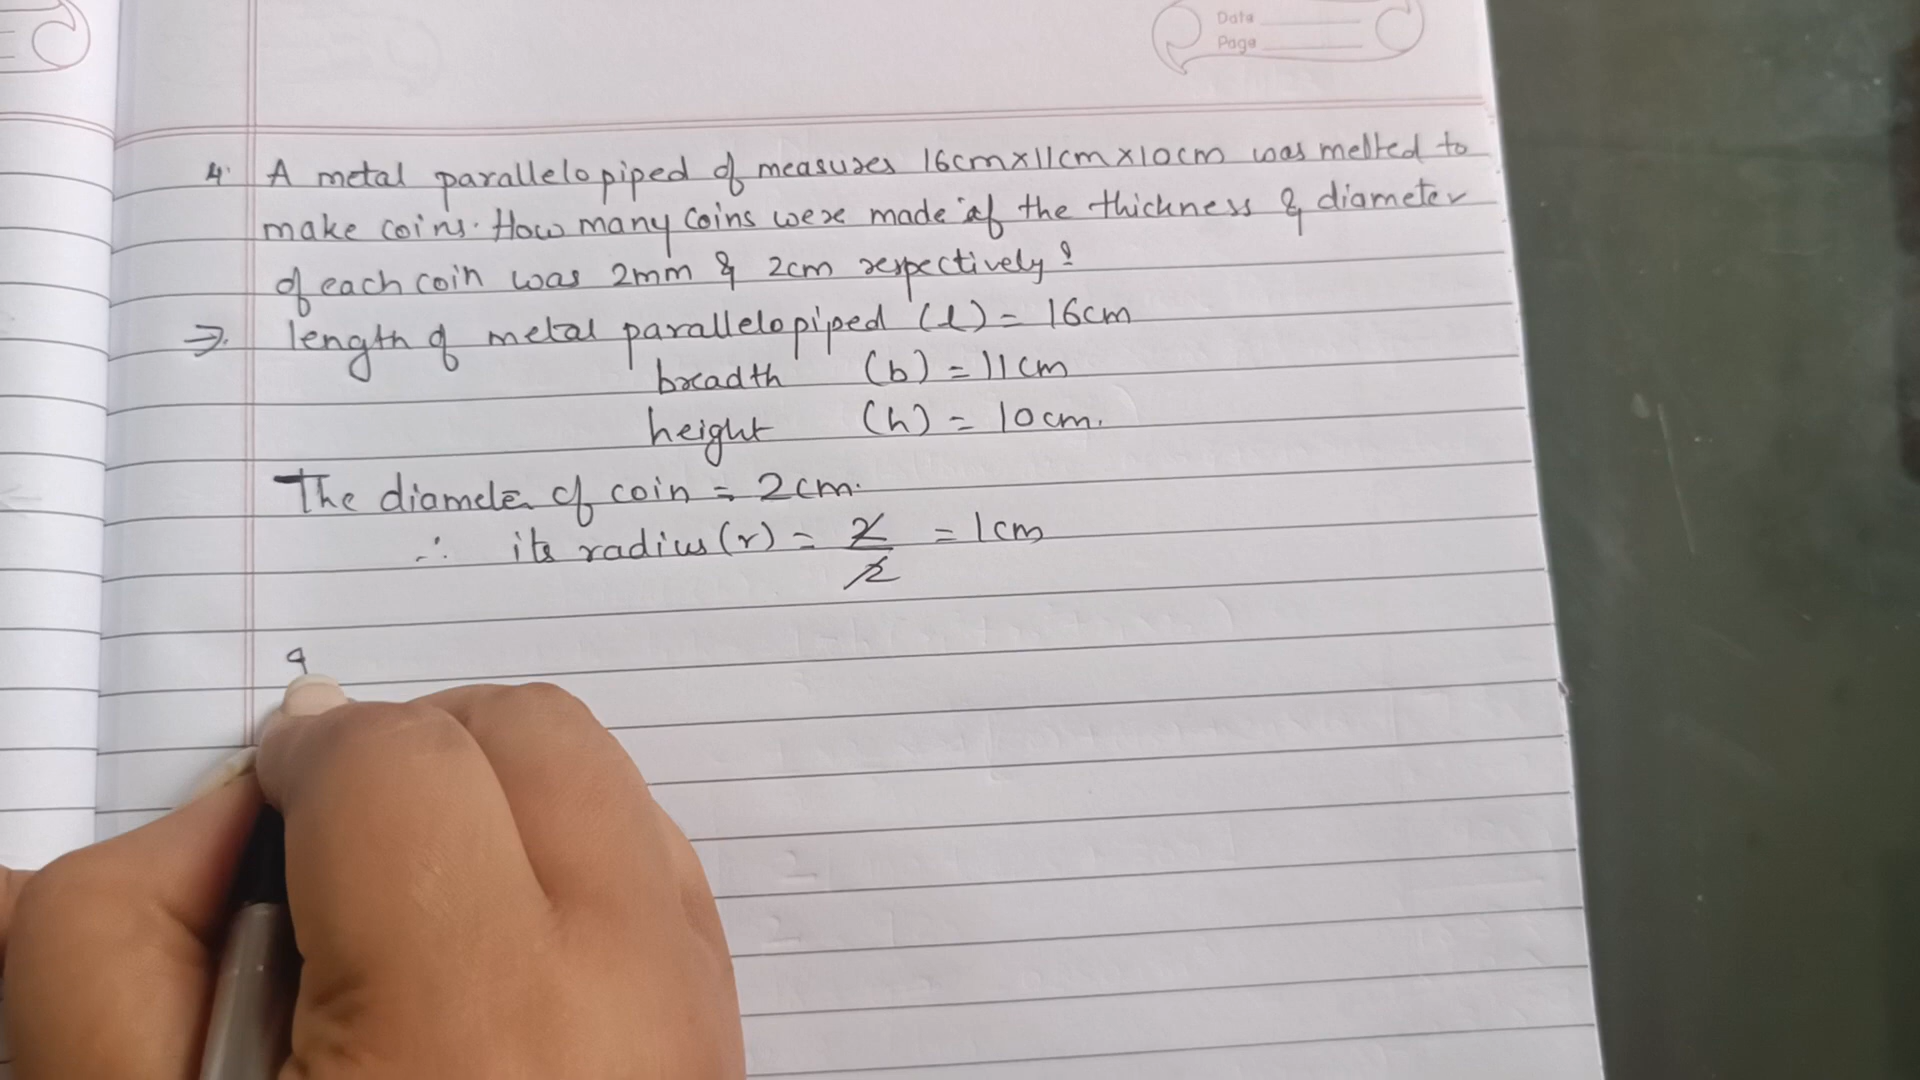 Date
Page
4. A metal parallelopiped of measures 16cm×11cm×10cm was melted to
make coins. How many coins were made if the thickness & diameter
of each coin was 2mm & 2cm respectively?
⇒. length of metal parallelopiped (l) = 16cm
breadth (b) = 11cm
height (h) = 10cm.
The diameter of coin = 2cm.
∴ its radius (r) = 2/2 = 1cm